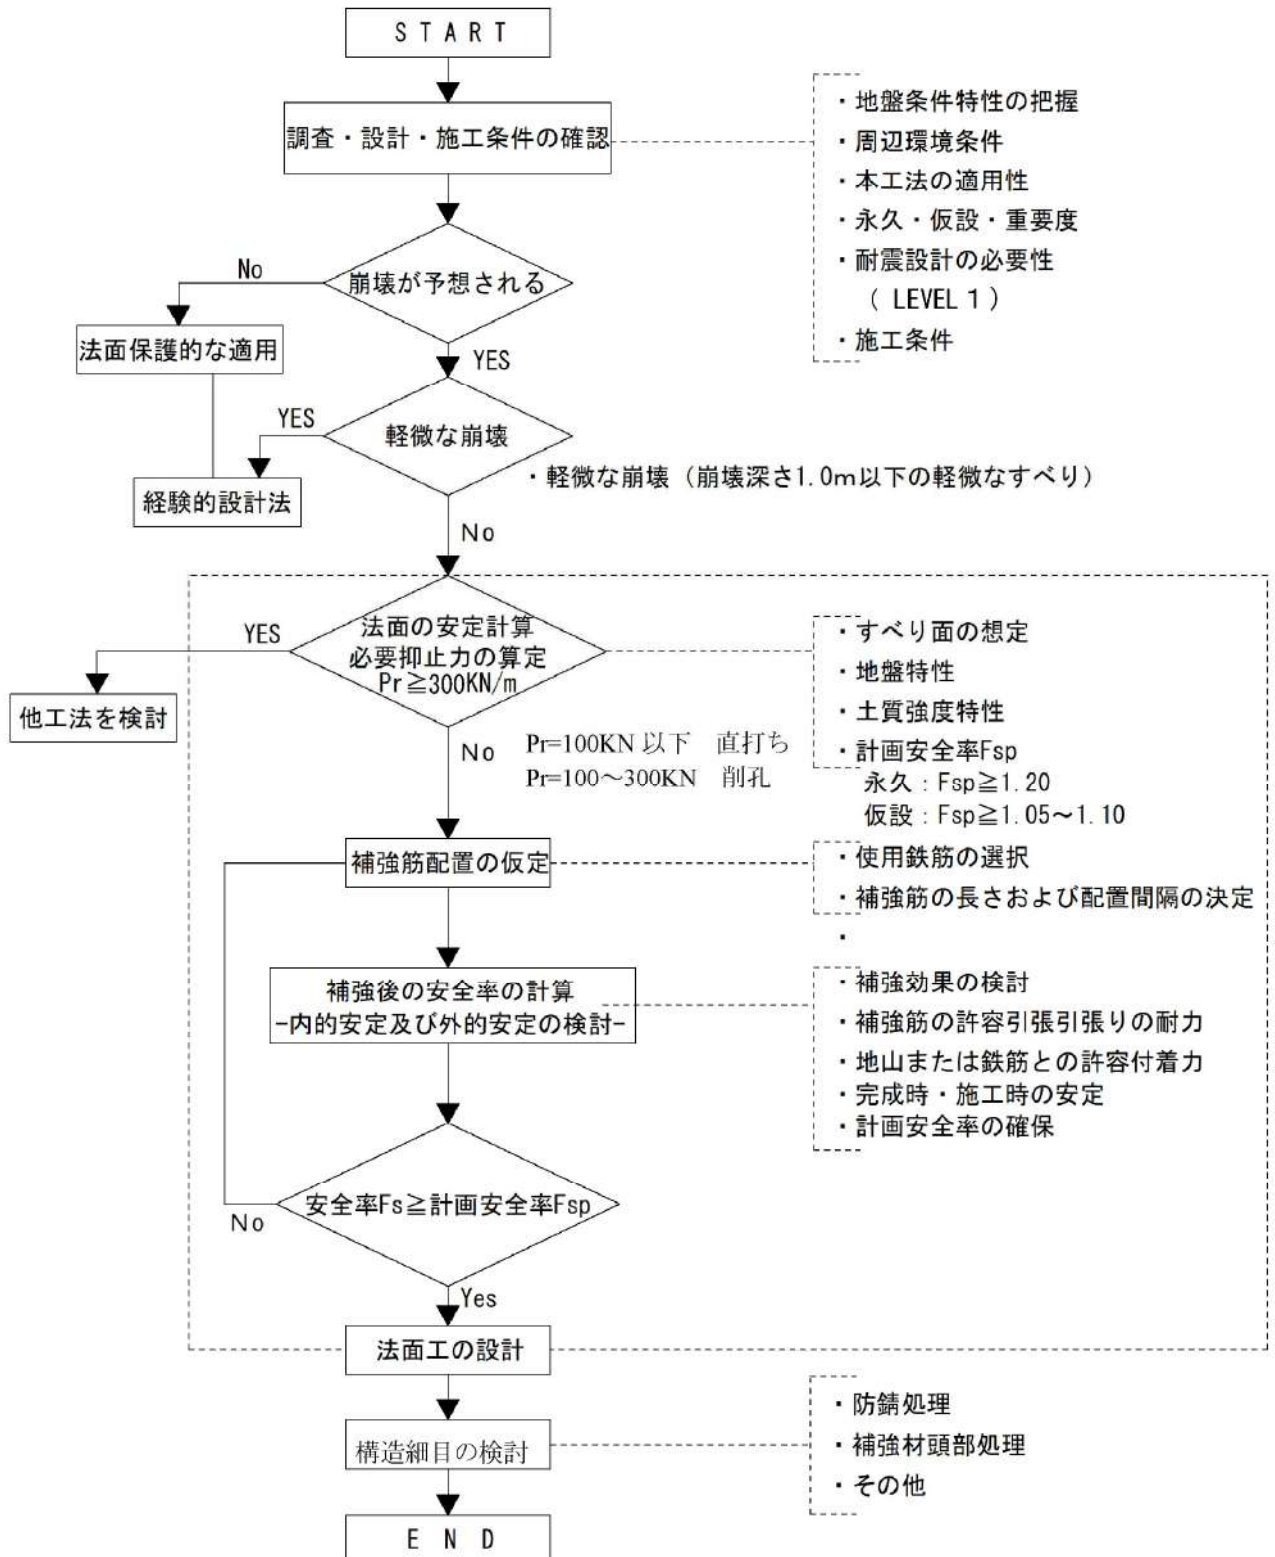 START
調査・設計・施工条件の確認
・地盤条件特性の把握
・周辺環境条件
・本工法の適用性
・永久・仮設・重要度
・耐震設計の必要性
( LEVEL 1 )
・施工条件
崩壊が予想される
No
法面保護的な適用
YES
軽微な崩壊
YES
・軽微な崩壊（崩壊深さ1.0m以下の軽微なすべり）
経験的設計法
No
法面の安定計算
必要抑止力の算定
Pr≧300KN/m
YES
他工法を検討
・すべり面の想定
・地盤特性
・土質強度特性
・計画安全率Fsp
永久：Fsp≧1.20
仮設：Fsp≧1.05～1.10
No
Pr=100KN 以下　直打ち
Pr=100～300KN　削孔
補強筋配置の仮定
・使用鉄筋の選択
・補強筋の長さおよび配置間隔の決定
・
補強後の安全率の計算
-内的安定及び外的安定の検討-
・補強効果の検討
・補強筋の許容引張引張りの耐力
・地山または鉄筋との許容付着力
・完成時・施工時の安定
・計画安全率の確保
安全率Fs≧計画安全率Fsp
No
Yes
法面工の設計
構造細目の検討
・防錆処理
・補強材頭部処理
・その他
END